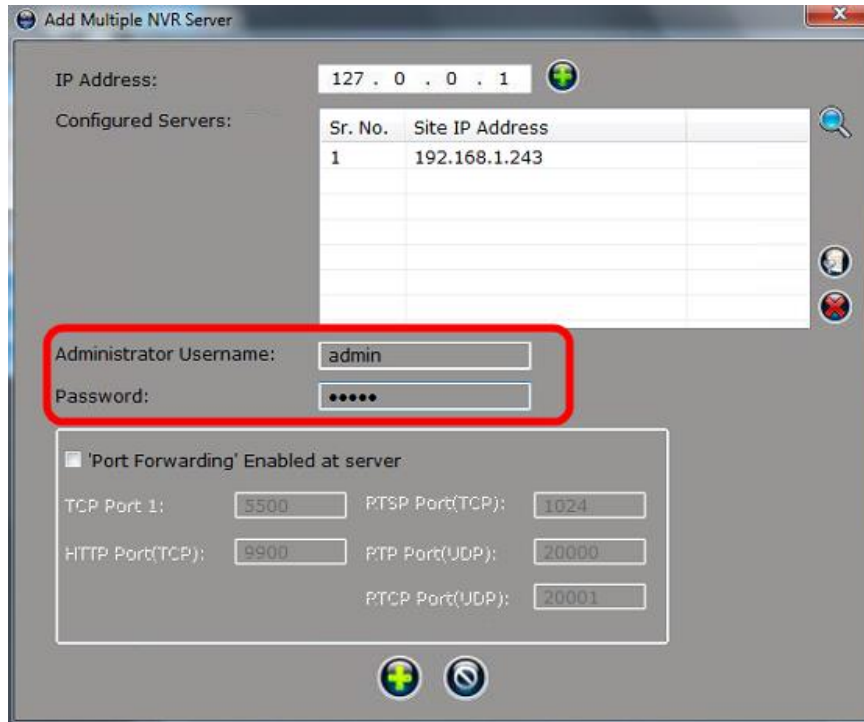 Add Multiple NVR Server
IP Address:
127 . 0 . 0 . 1
Configured Servers:
Sr. No. Site IP Address
1 192.168.1.243
Administrator Username: admin
Password: •••••
'Port Forwarding' Enabled at server
TCP Port 1: 5500 RTSP Port(TCP): 1024
HTTP Port(TCP): 9900 RTP Port(UDP): 20000
RTCP Port(UDP): 20001